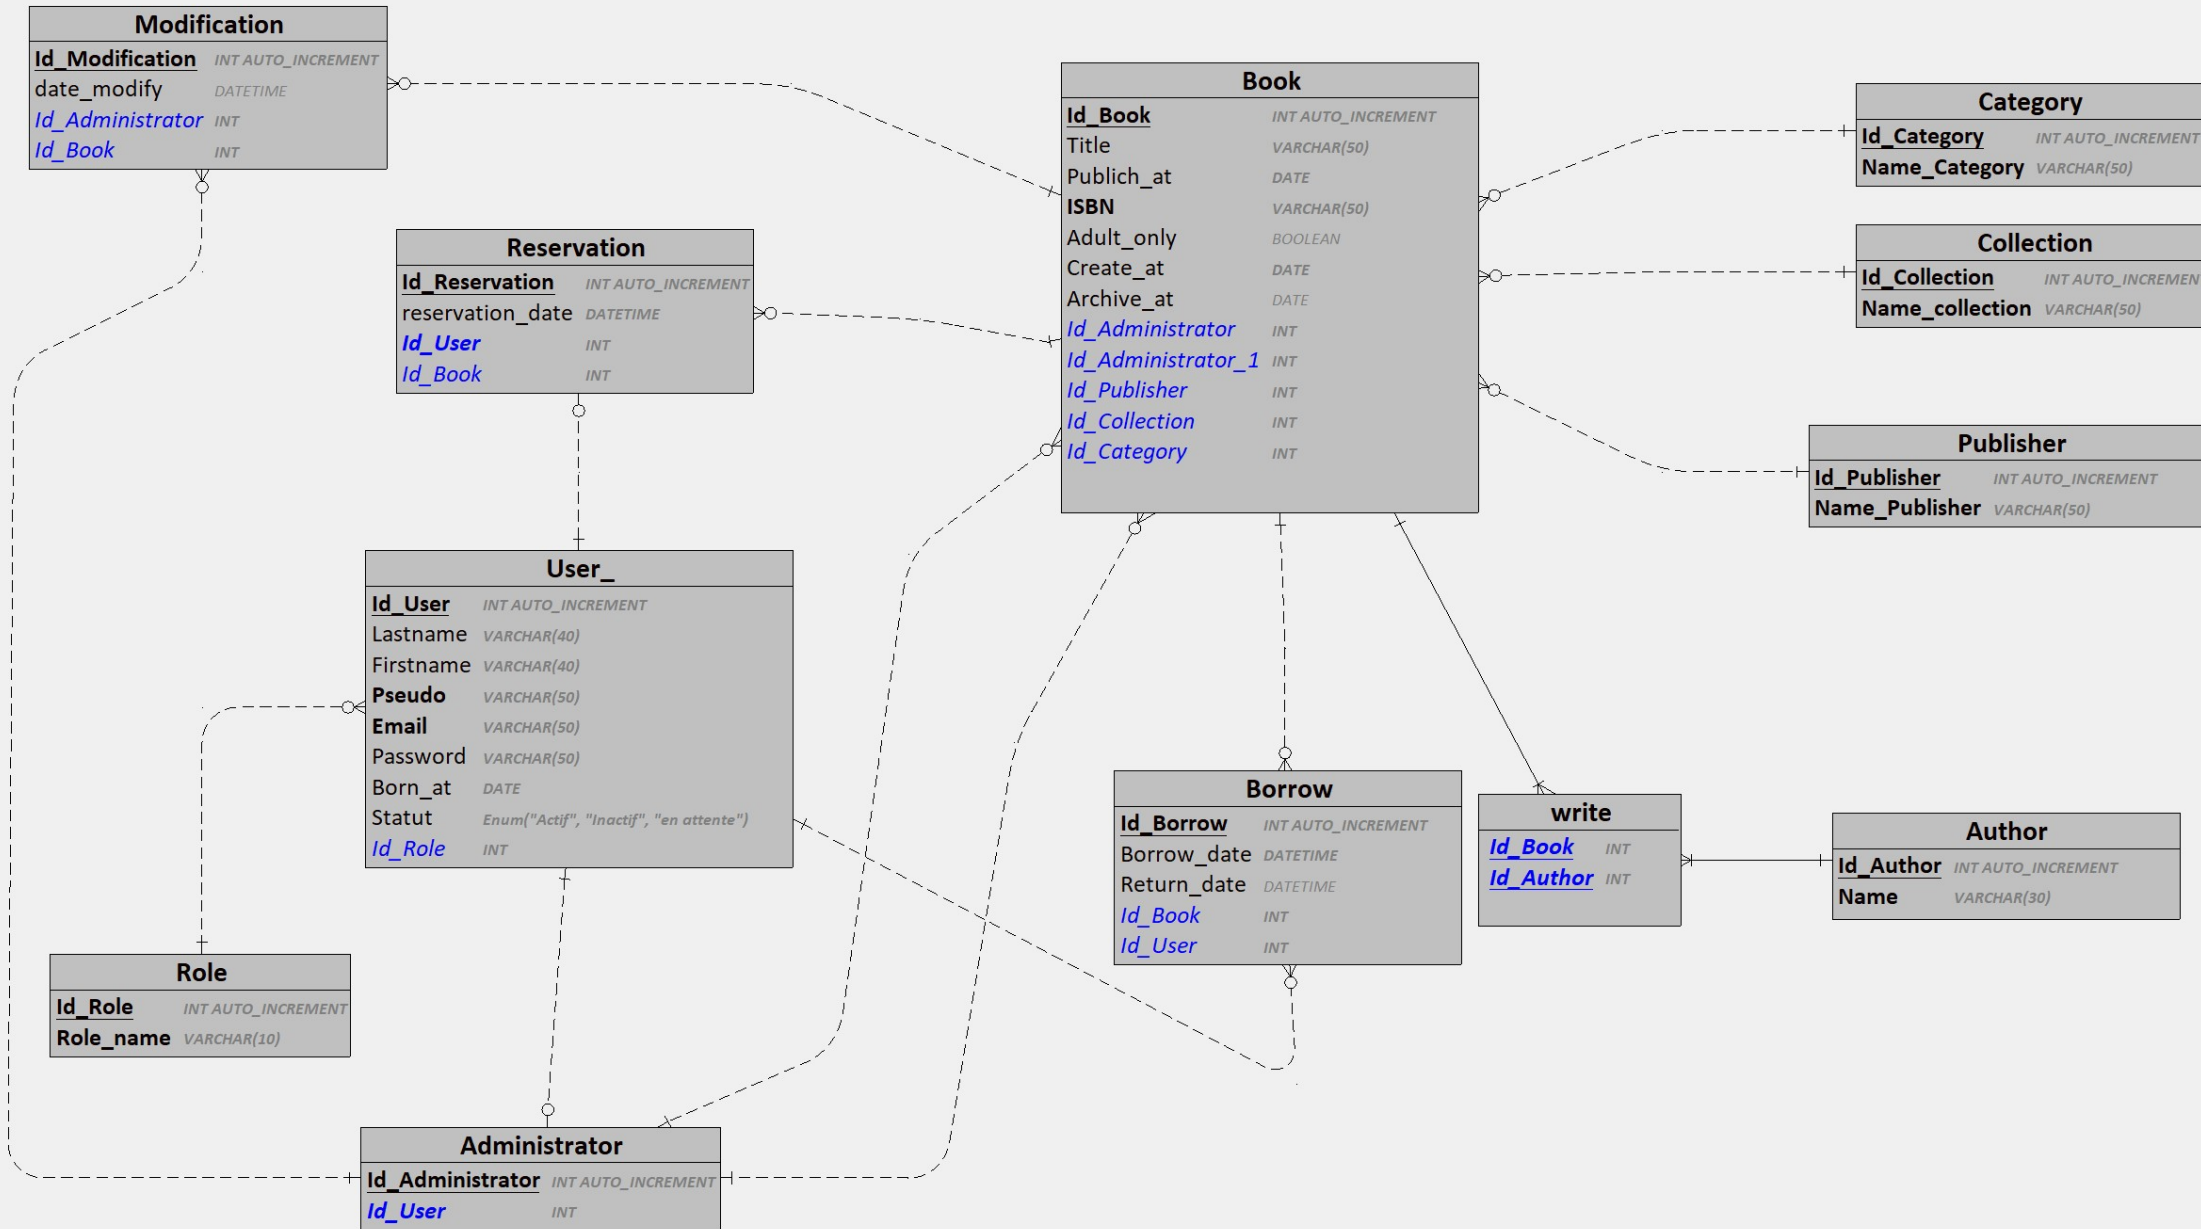 Modification
Id_Modification INT AUTO_INCREMENT
date_modify DATETIME
Id_Administrator INT
Id_Book INT
Book
Id_Book INT AUTO_INCREMENT
Title VARCHAR(50)
Publich_at DATE
ISBN VARCHAR(50)
Adult_only BOOLEAN
Create_at DATE
Archive_at DATE
Id_Administrator INT
Id_Administrator_1 INT
Id_Publisher INT
Id_Collection INT
Id_Category INT
Category
Id_Category INT AUTO_INCREMENT
Name_Category VARCHAR(50)
Collection
Id_Collection INT AUTO_INCREMEN
Name_collection VARCHAR(50)
Reservation
Id_Reservation INT AUTO_INCREMENT
reservation_date DATETIME
Id_User INT
Id_Book INT
Publisher
Id_Publisher INT AUTO_INCREMENT
Name_Publisher VARCHAR(50)
User_
Id_User INT AUTO_INCREMENT
Lastname VARCHAR(40)
Firstname VARCHAR(40)
Pseudo VARCHAR(50)
Email VARCHAR(50)
Password VARCHAR(50)
Born_at DATE
Statut Enum("Actif", "Inactif", "en attente")
Id_Role INT
Borrow
Id_Borrow INT AUTO_INCREMENT
Borrow_date DATETIME
Return_date DATETIME
Id_Book INT
Id_User INT
write
Id_Book INT
Id_Author INT
Author
Id_Author INT AUTO_INCREMENT
Name VARCHAR(30)
Role
Id_Role INT AUTO_INCREMENT
Role_name VARCHAR(10)
Administrator
Id_Administrator INT AUTO_INCREMENT
Id_User INT